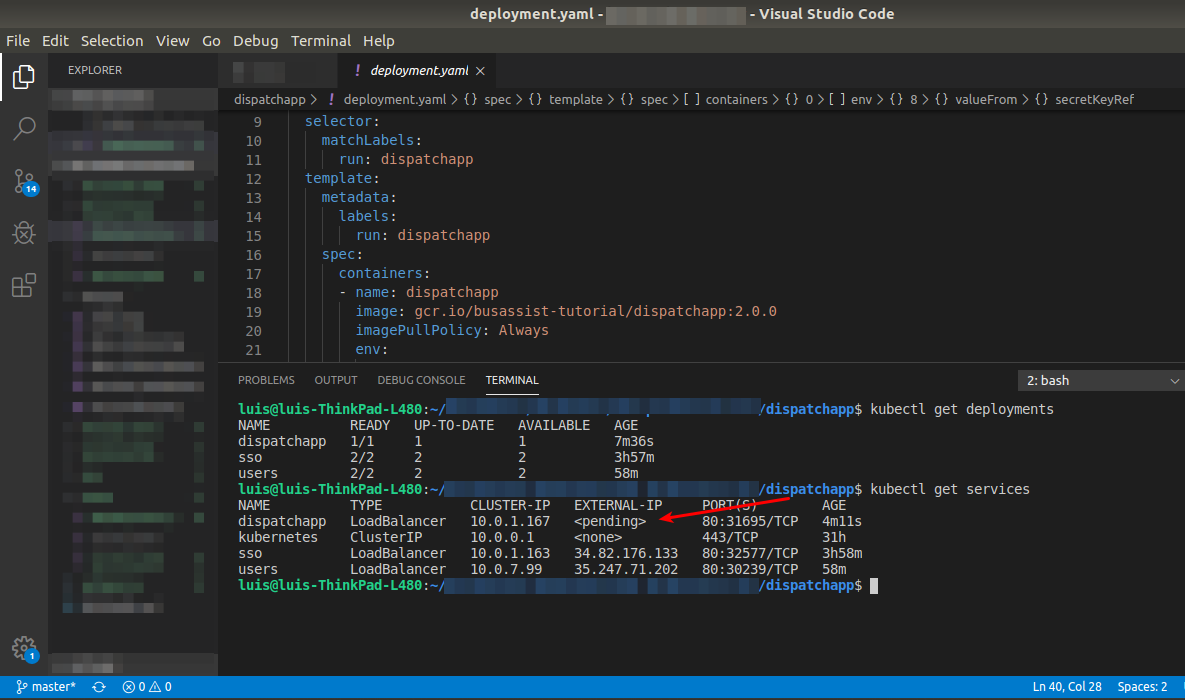 deployment.yaml - - Visual Studio Code
File Edit Selection View Go Debug Terminal Help
EXPLORER
! deployment.yaml ×
dispatchapp > ! deployment.yaml > {} spec > {} template > {} spec > [ ] containers > {} 0 > [ ] env > {} 8 > {} valueFrom > {} secretKeyRef
9 selector:
10 matchLabels:
11 run: dispatchapp
12 template:
13 metadata:
14 labels:
15 run: dispatchapp
16 spec:
17 containers:
18 - name: dispatchapp
19 image: gcr.io/busassist-tutorial/dispatchapp:2.0.0
20 imagePullPolicy: Always
21 env:
14
PROBLEMS OUTPUT DEBUG CONSOLE TERMINAL 2: bash
luis@luis-ThinkPad-L480:~/ /dispatchapp$ kubectl get deployments
NAME READY UP-TO-DATE AVAILABLE AGE
dispatchapp 1/1 1 1 7m36s
sso 2/2 2 2 3h57m
users 2/2 2 2 58m
luis@luis-ThinkPad-L480:~/ /dispatchapp$ kubectl get services
NAME TYPE CLUSTER-IP EXTERNAL-IP PORT(S) AGE
dispatchapp LoadBalancer 10.0.1.167 <pending> 80:31695/TCP 4m11s
kubernetes ClusterIP 10.0.0.1 <none> 443/TCP 31h
sso LoadBalancer 10.0.1.163 34.82.176.133 80:32577/TCP 3h58m
users LoadBalancer 10.0.7.99 35.247.71.202 80:30239/TCP 58m
luis@luis-ThinkPad-L480:~/ /dispatchapp$
1
master* 0 0 Ln 40, Col 28 Spaces: 2